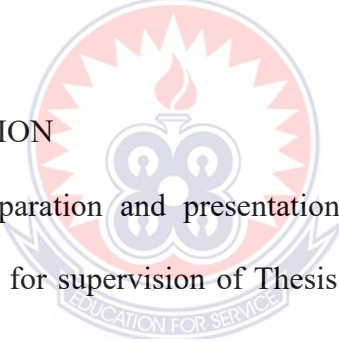 ION
paration and presentation
for supervision of Thesis
EDUCATION FOR SERVICE